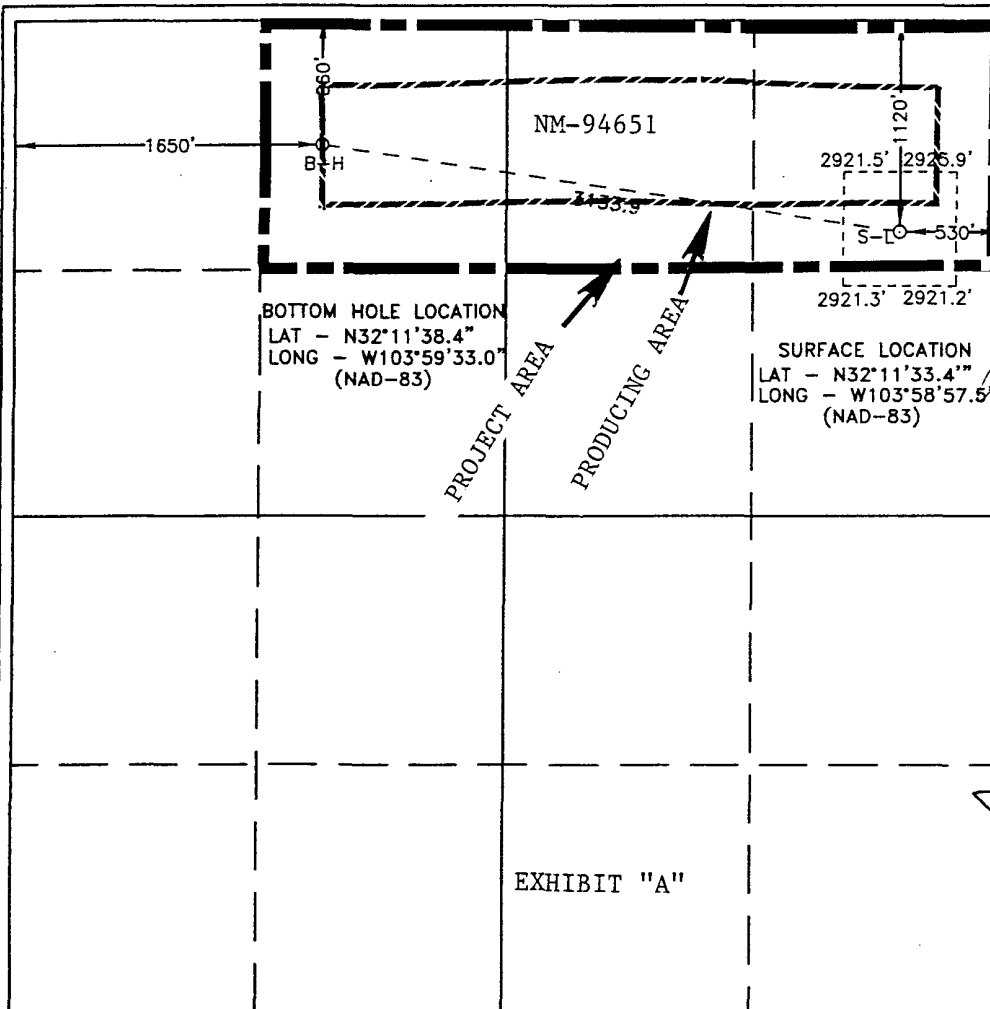 1650'
B-H
NM-94651
1120'
2921.5' 2925.9'
S-L
530'
2921.3' 2921.2'
BOTTOM HOLE LOCATION
LAT - N32°11'38.4"
LONG - W103°59'33.0"
(NAD-83)
SURFACE LOCATION
LAT - N32°11'33.4'"
LONG - W103°58'57.5"
(NAD-83)
PROJECT AREA
PRODUCING AREA
EXHIBIT "A"